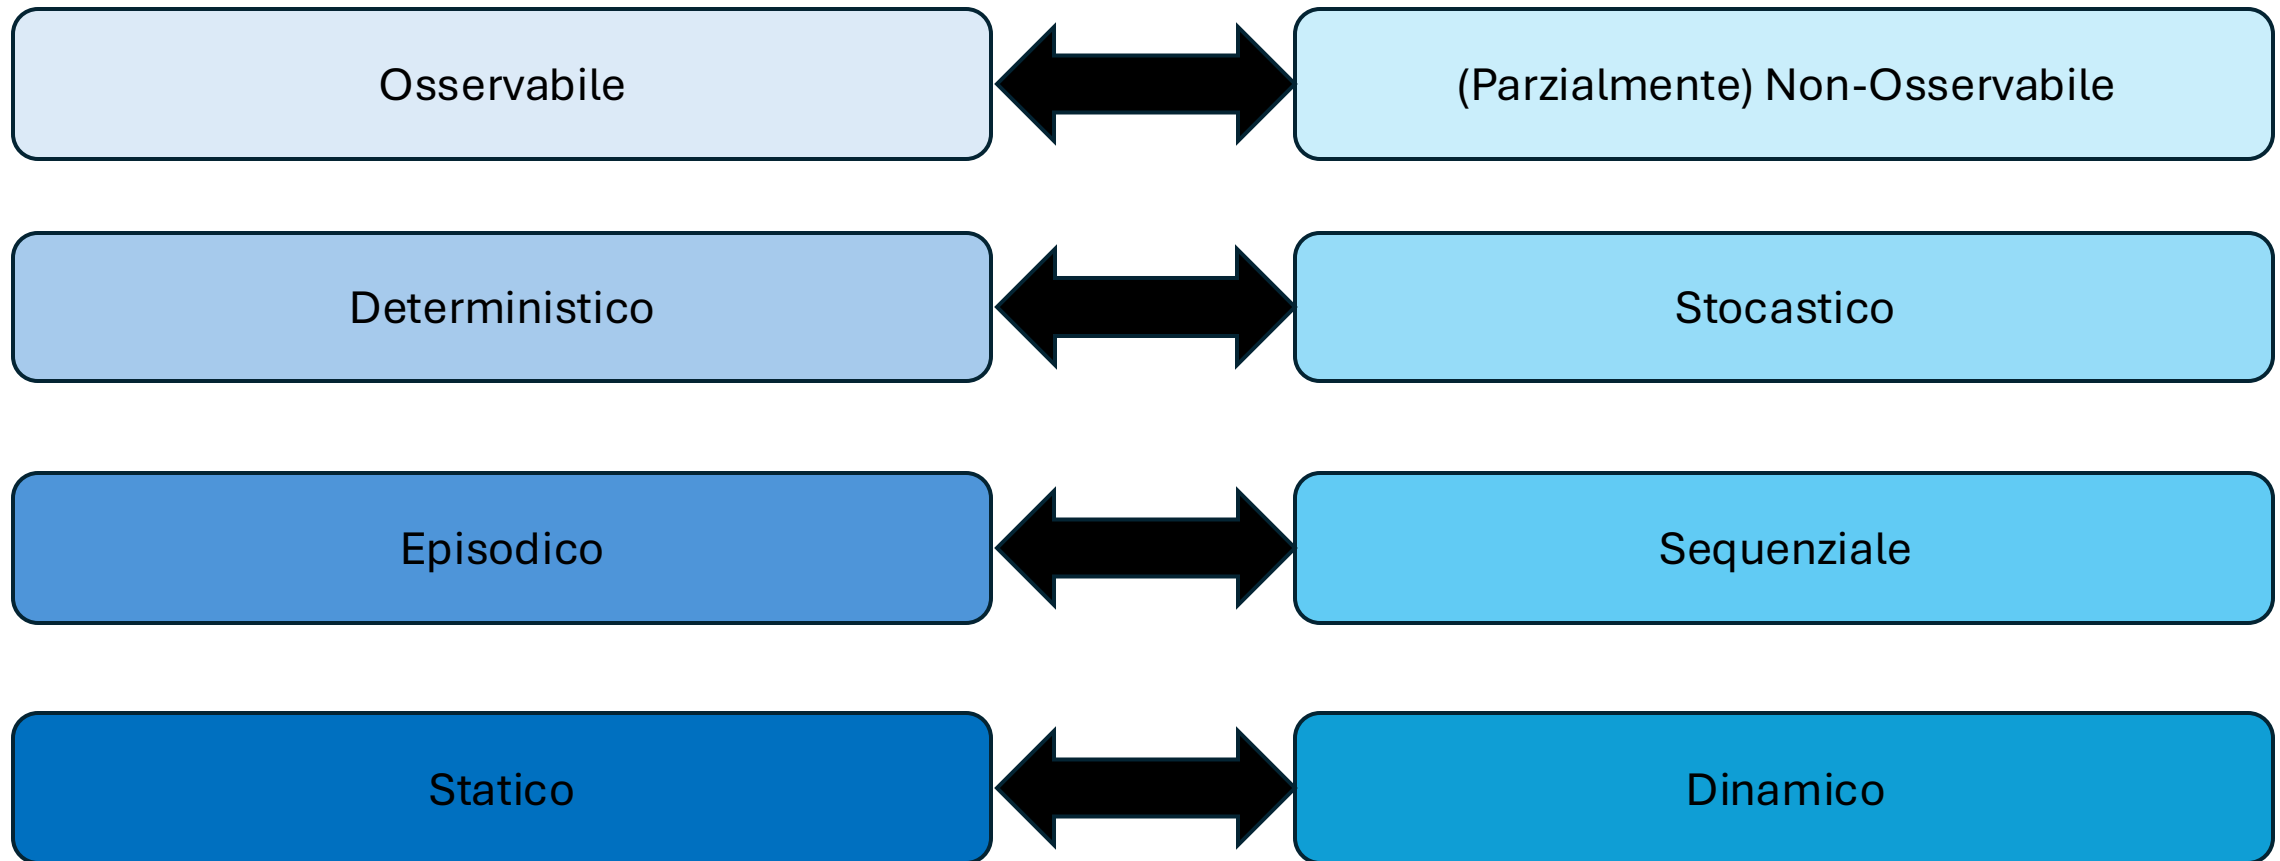 Osservabile
(Parzialmente) Non-Osservabile
Deterministico
Stocastico
Episodico
Sequenziale
Statico
Dinamico